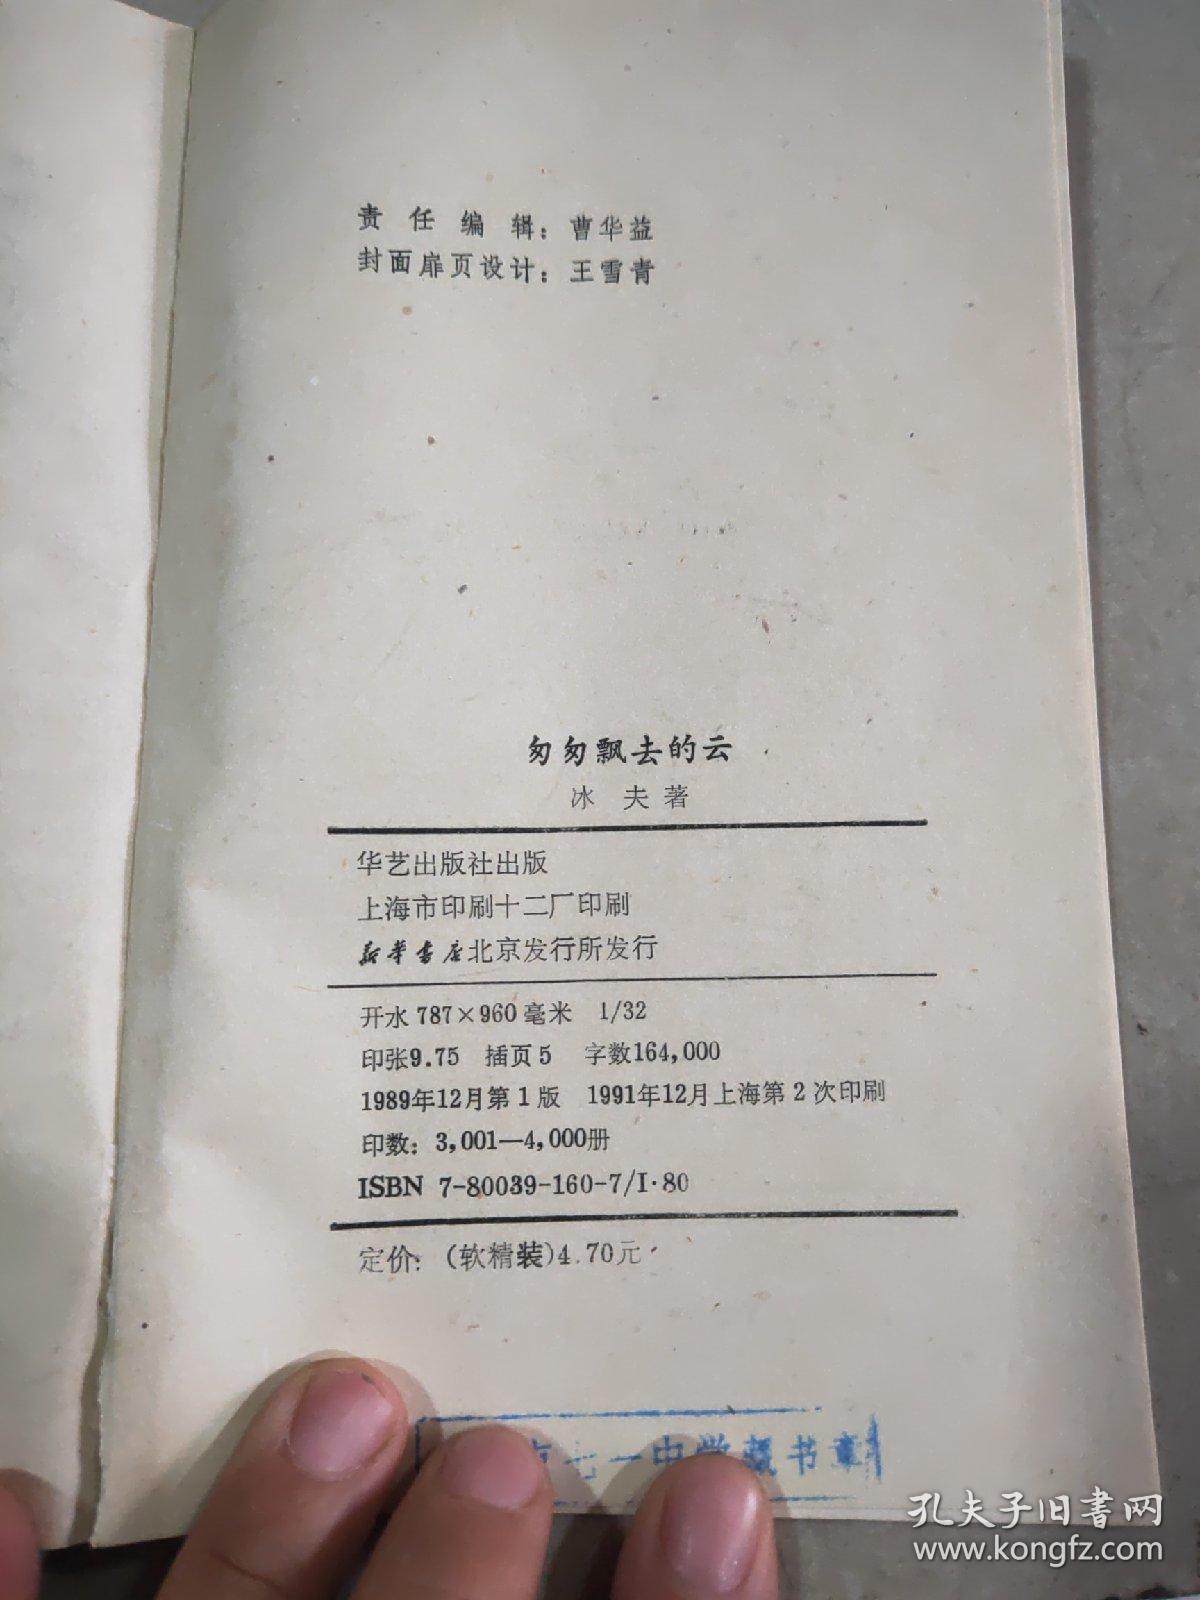 责任编辑：曹华益
封面扉页设计：王雪青
匆匆飘去的云
冰夫著
华艺出版社出版
上海市印刷十二厂印刷
新华书店北京发行所发行
开水 787×960毫米 1/32
印张9.75 插页5 字数164,000
1989年12月第1版 1991年12月上海第2次印刷
印数：3,001—4,000册
ISBN 7-80039-160-7/I·80
定价：(软精装)4.70元
七一中学藏书章
孔夫子旧书网
www.kongfz.com